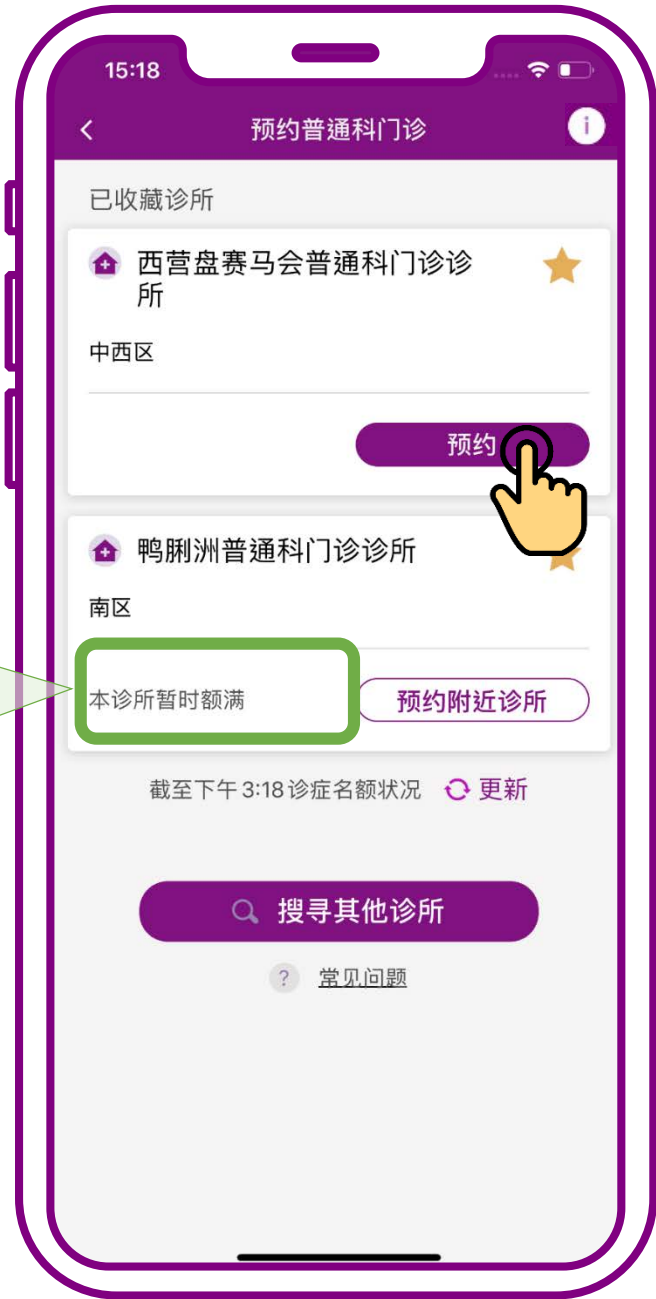 15:18
预约普通科门诊
i
已收藏诊所
西营盘赛马会普通科门诊诊
所
中西区
预约
鸭脷洲普通科门诊诊所
南区
本诊所暂时额满
预约附近诊所
截至下午 3:18 诊症名额状况 更新
搜寻其他诊所
? 常见问题